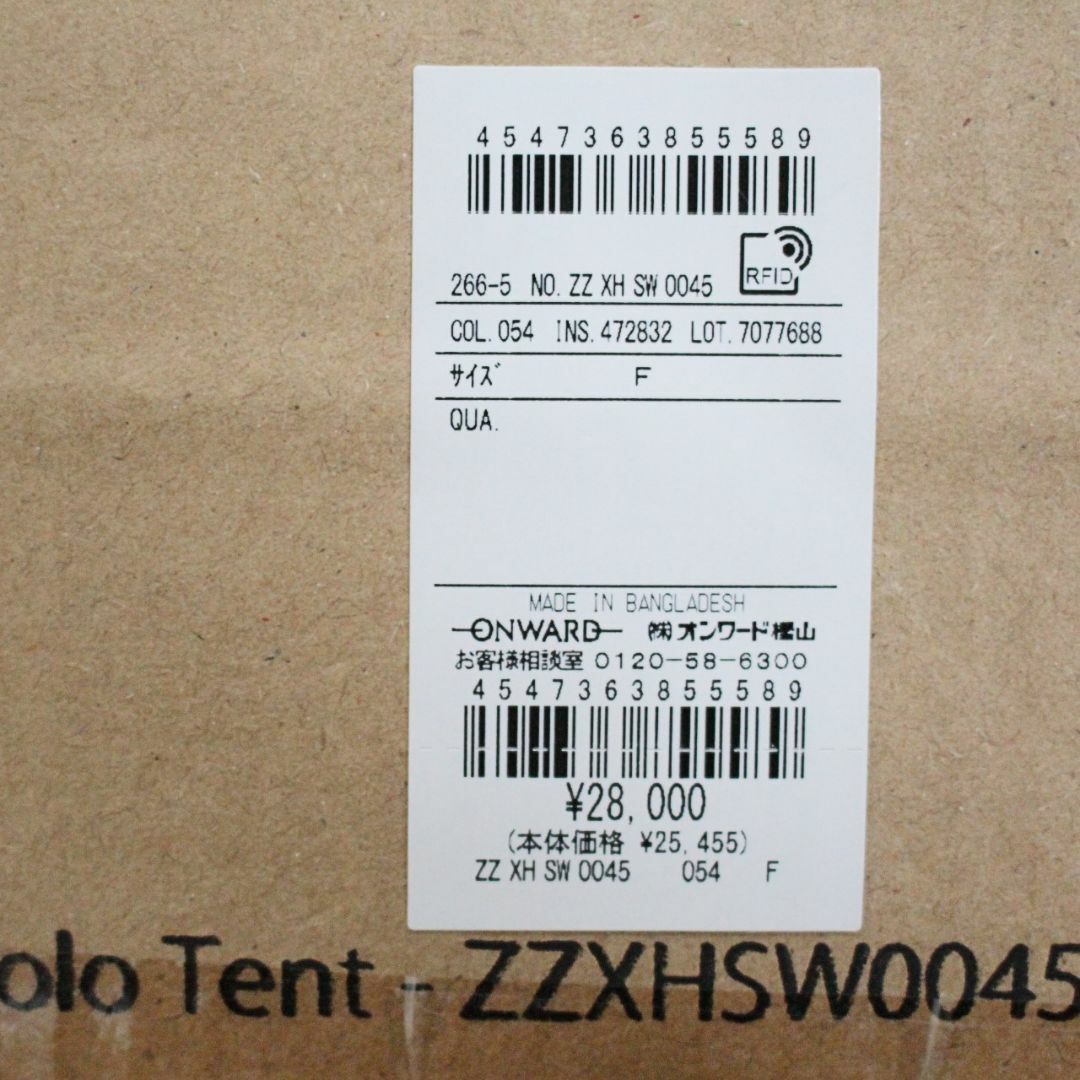 4547363855589
RFID
266-5 NO. ZZ XH SW 0045
COL. 054 INS. 472832 LOT. 7077688
サイズ F
QUA.
MADE IN BANGLADESH
ONWARD ㈱オンワード樫山
お客様相談室 0120-58-6300
4547363855589
¥28,000
(本体価格 ¥25,455)
ZZ XH SW 0045 054 F
olo Tent - ZZXHSW0045